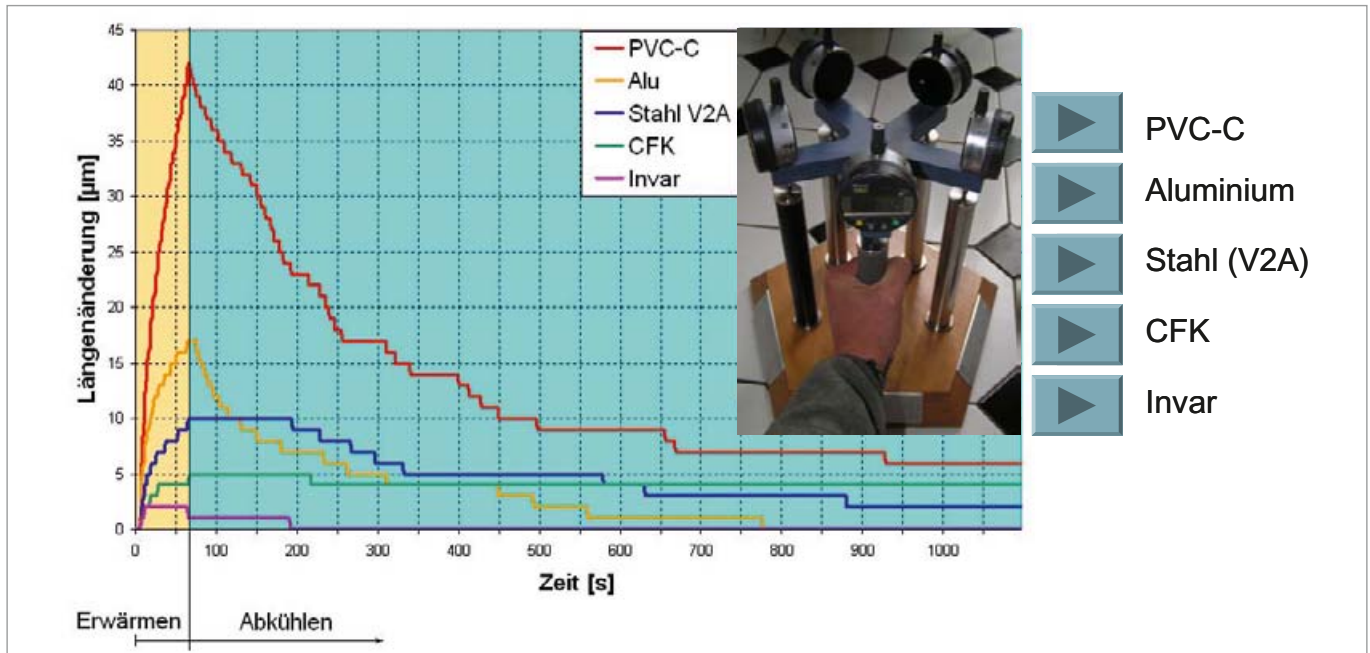 45
40
35
30
25
20
15
10
5
0
Längenänderung [µm]
PVC-C
Alu
Stahl V2A
CFK
Invar
0 100 200 300 400 500 600 700 800 900 1000
Zeit [s]
Erwärmen Abkühlen
PVC-C
Aluminium
Stahl (V2A)
CFK
Invar